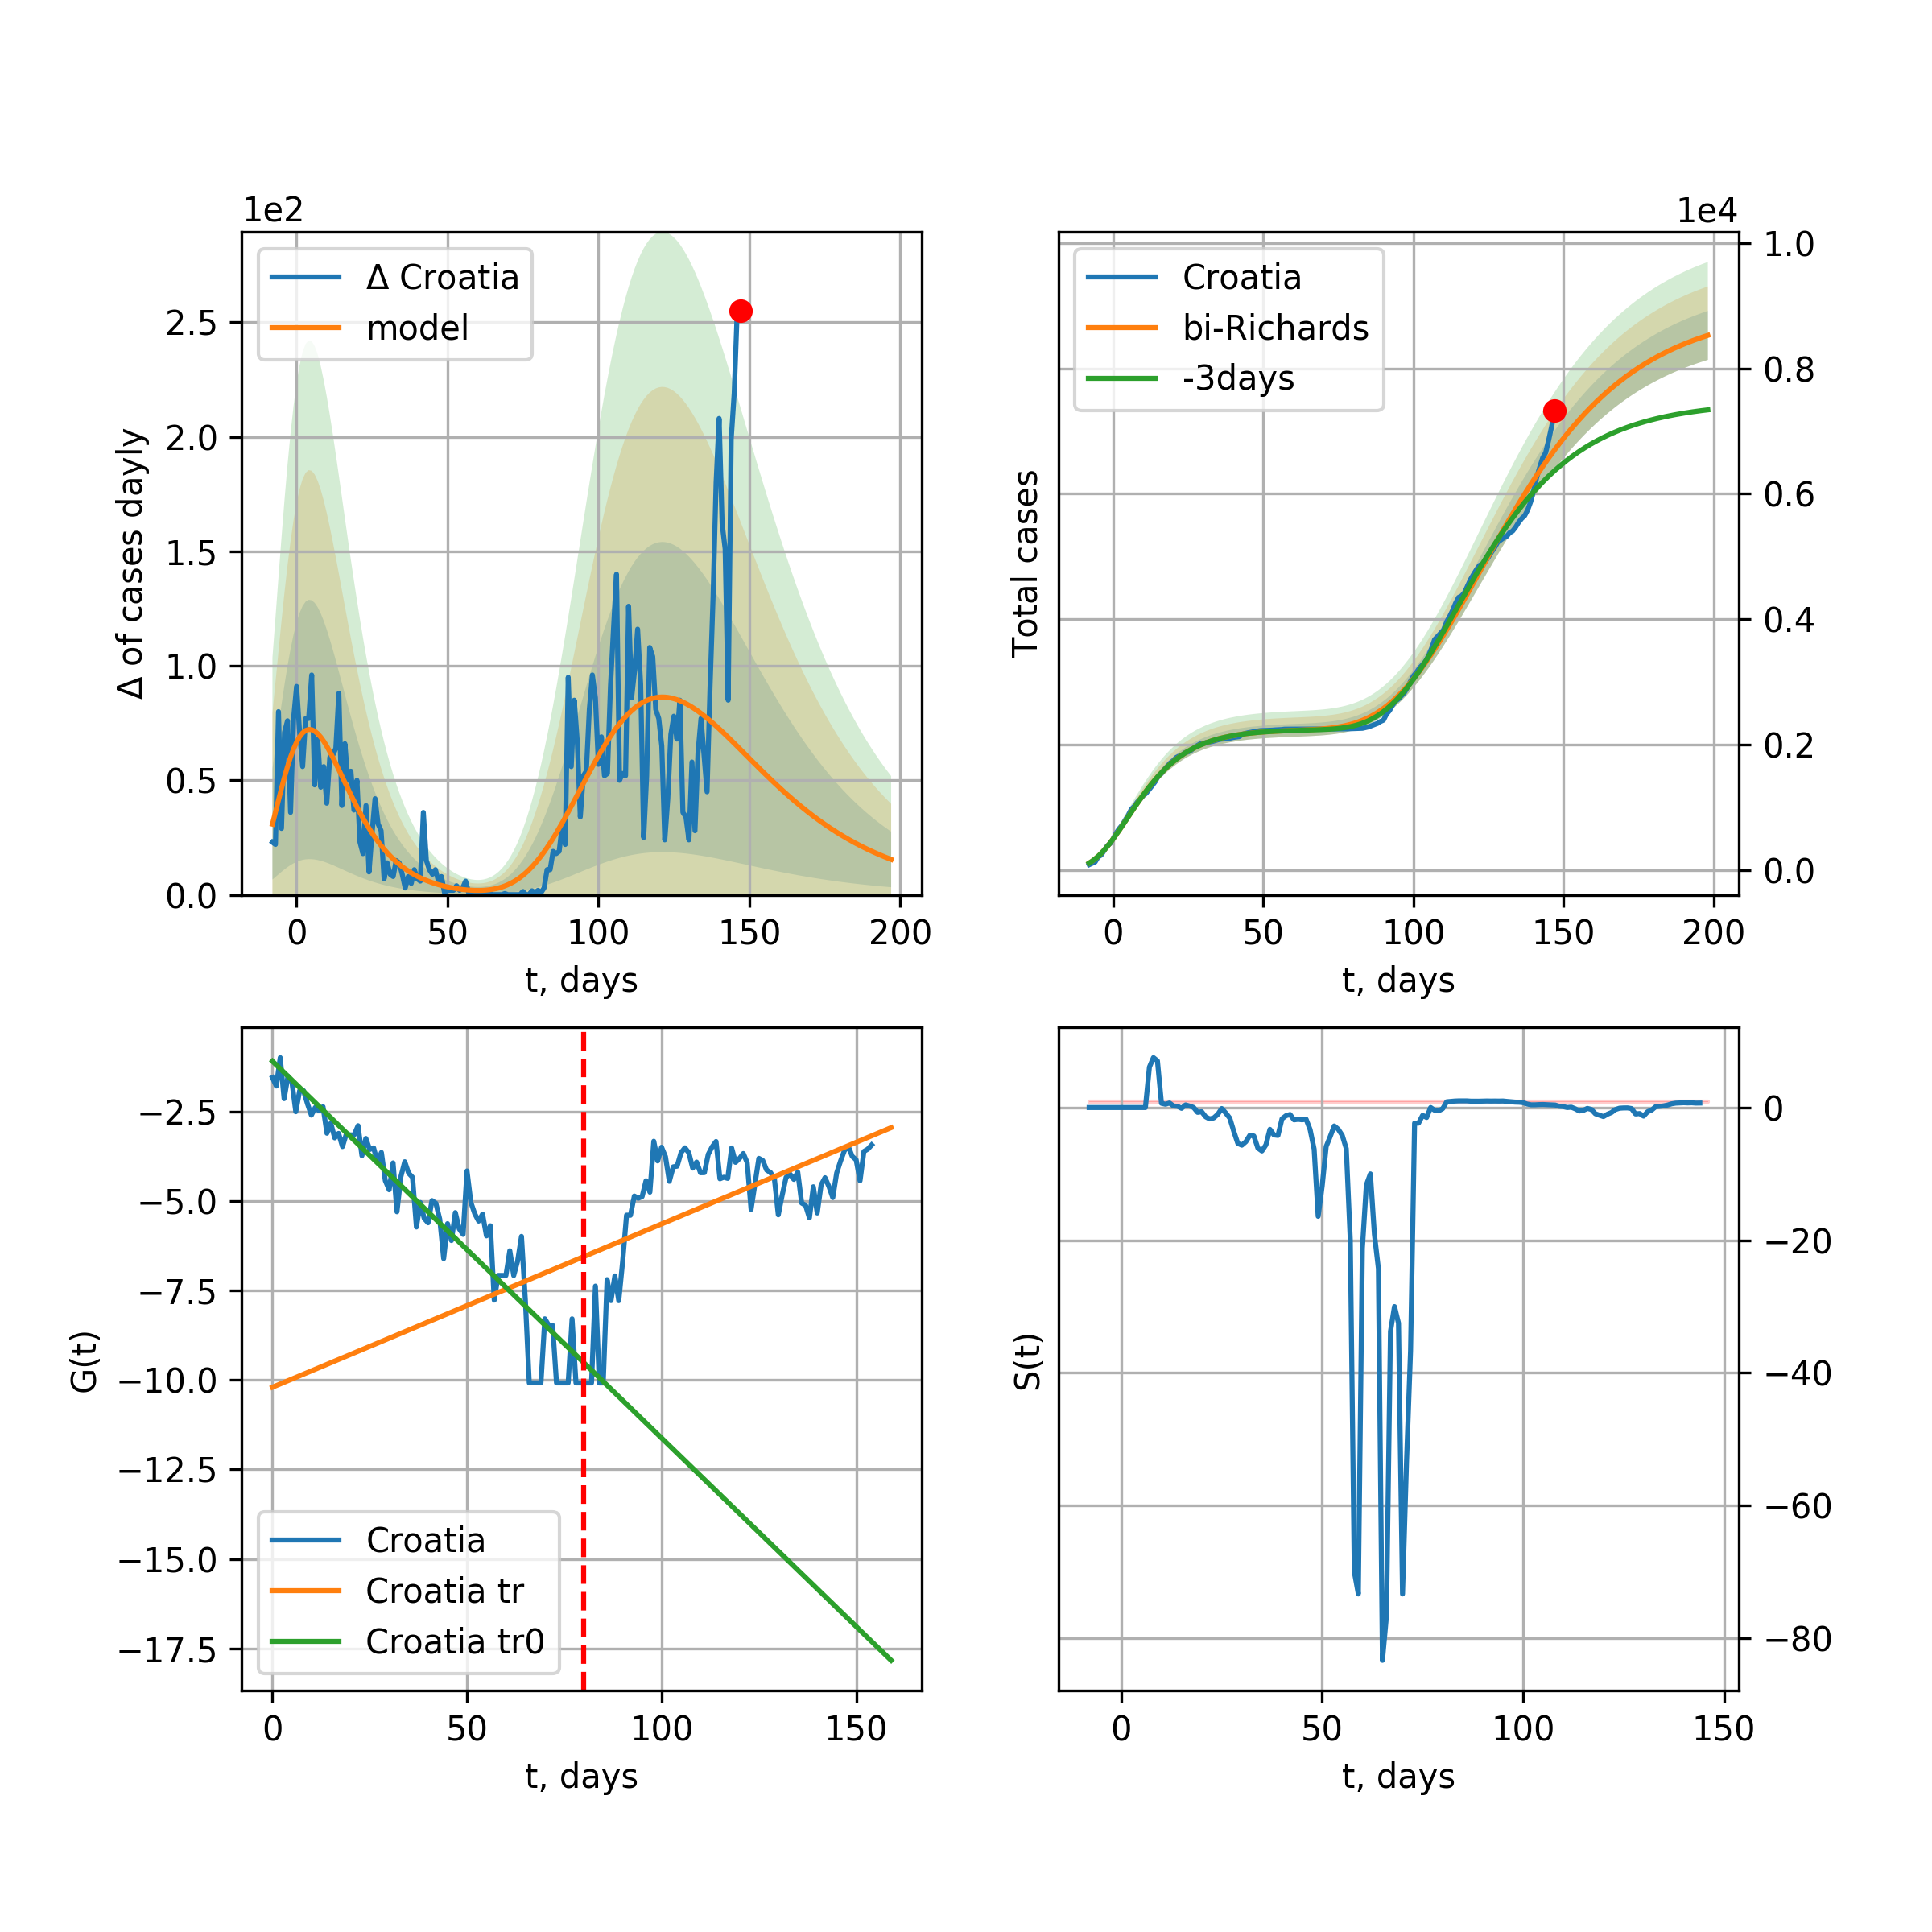 1e2
Δ Croatia
model
Δ of cases dayly
2.5
2.0
1.5
1.0
0.5
0.0
0 50 100 150 200
t, days
1e4
Croatia
bi-Richards
-3days
Total cases
1.0
0.8
0.6
0.4
0.2
0.0
0 50 100 150 200
t, days
G(t)
−2.5
−5.0
−7.5
−10.0
−12.5
−15.0
−17.5
Croatia
Croatia tr
Croatia tr0
0 50 100 150
t, days
S(t)
0
−20
−40
−60
−80
0 50 100 150
t, days